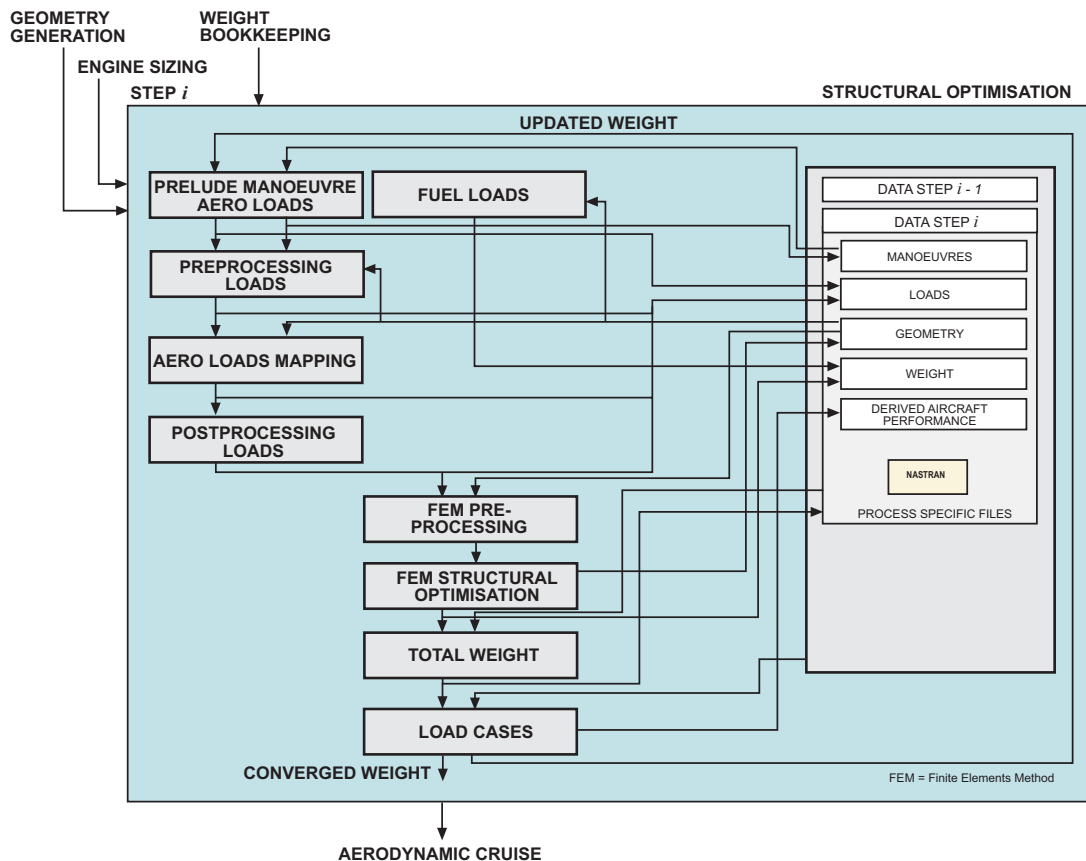 GEOMETRY
GENERATION
WEIGHT
BOOKKEEPING
ENGINE SIZING
STEP i
STRUCTURAL OPTIMISATION
UPDATED WEIGHT
PRELUDE MANOEUVRE
AERO LOADS
FUEL LOADS
PREPROCESSING
LOADS
AERO LOADS MAPPING
POSTPROCESSING
LOADS
FEM PRE-
PROCESSING
FEM STRUCTURAL
OPTIMISATION
TOTAL WEIGHT
LOAD CASES
CONVERGED WEIGHT
DATA STEP i - 1
DATA STEP i
MANOEUVRES
LOADS
GEOMETRY
WEIGHT
DERIVED AIRCRAFT
PERFORMANCE
NASTRAN
PROCESS SPECIFIC FILES
FEM = Finite Elements Method
AERODYNAMIC CRUISE